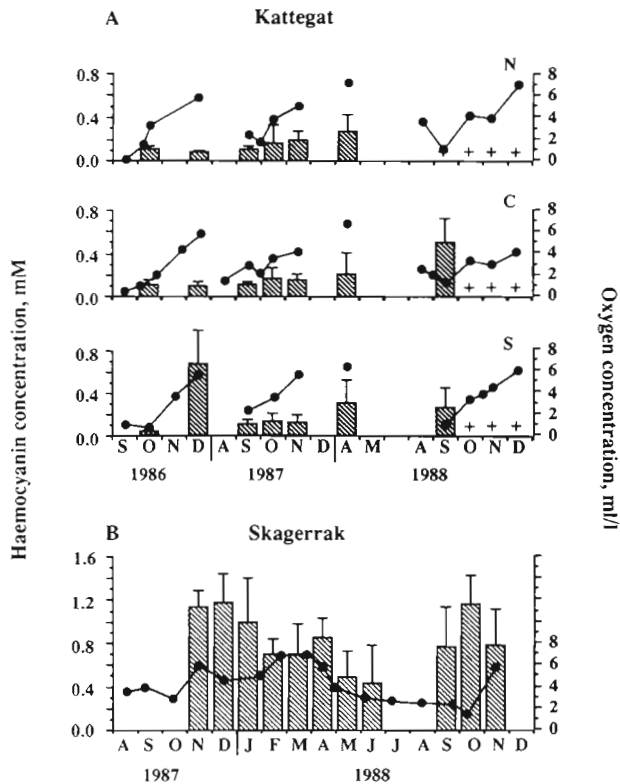 A Kattegat
N
0.8 8
6
0.4 4
2
0.0 0
C
0.8 8
6
0.4 4
2
0.0 + + + 0
S
0.8 8
6
0.4 4
2
0.0 + + + 0
S O N D A S O N D A M A S O N D
1986 1987 1988
Haemocyanin concentration, mM
Oxygen concentration, ml/l
B Skagerrak
1.6
1.2
0.8 8
6
0.4 4
2
0.0 0
A S O N D J F M A M J J A S O N D
1987 1988